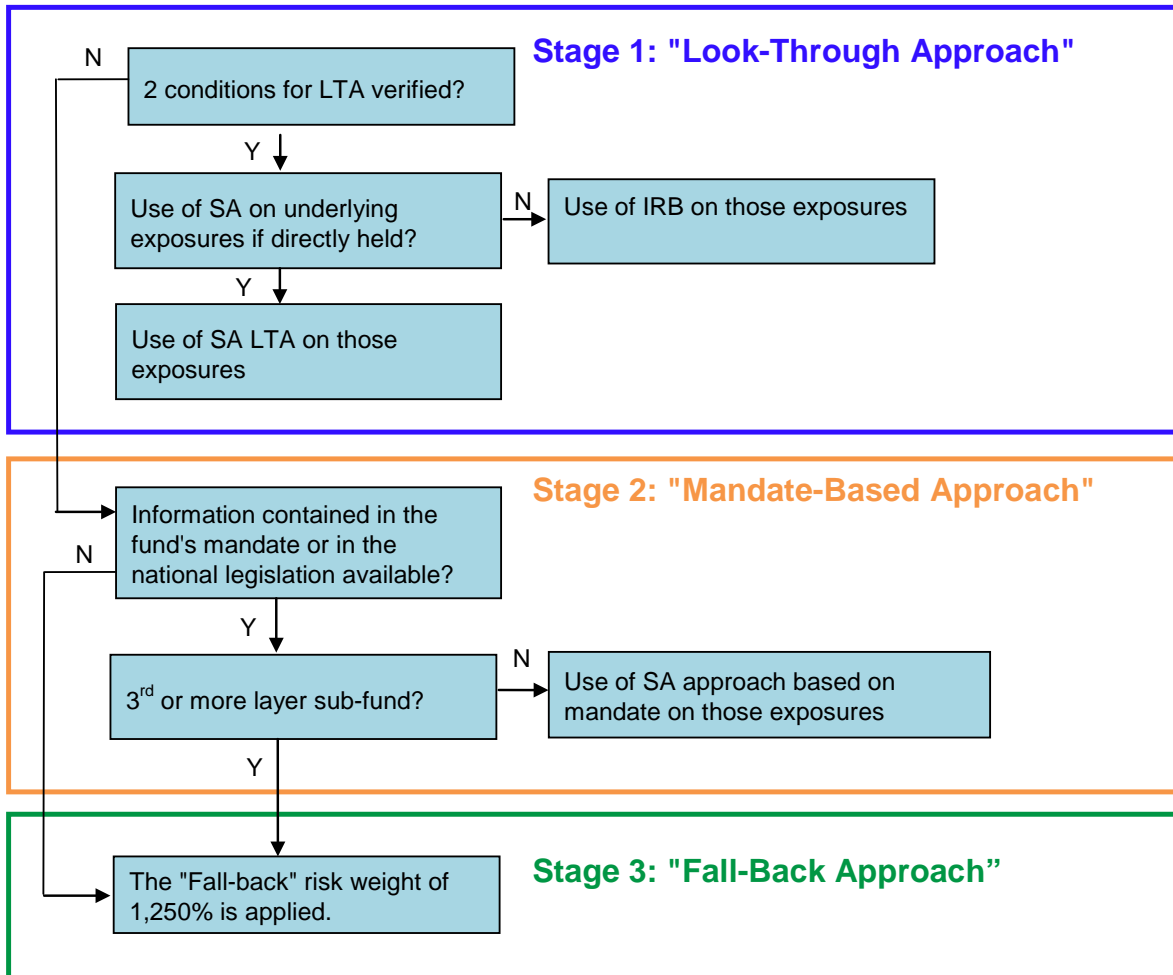 Stage 1: "Look-Through Approach"
N
2 conditions for LTA verified?
Y
Use of SA on underlying
exposures if directly held?
N
Use of IRB on those exposures
Y
Use of SA LTA on those
exposures
Stage 2: "Mandate-Based Approach"
Information contained in the
fund's mandate or in the
national legislation available?
N
Y
3rd or more layer sub-fund?
N
Use of SA approach based on
mandate on those exposures
Y
Stage 3: "Fall-Back Approach”
The "Fall-back" risk weight of
1,250% is applied.